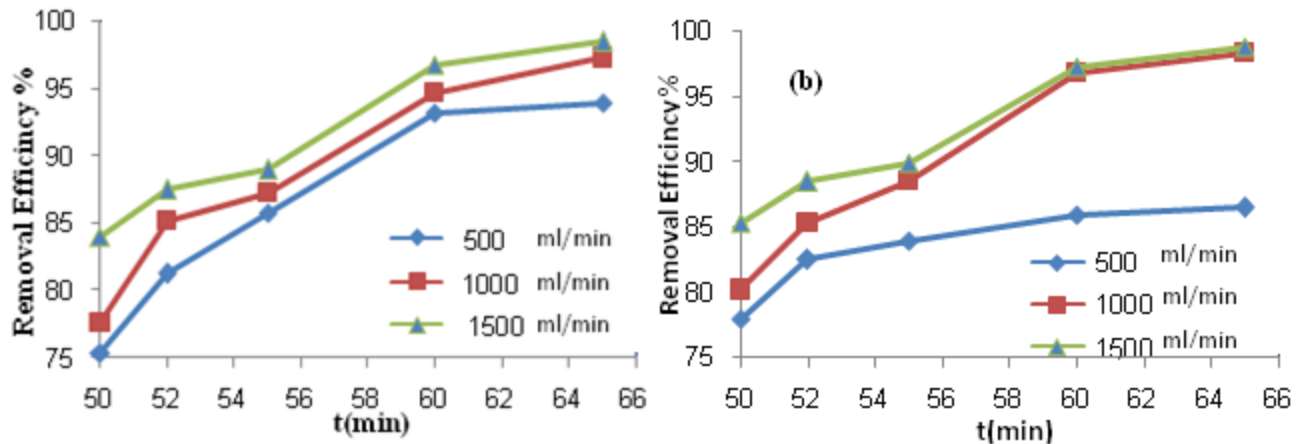 Removal Efficincy %
100
95
90
85
80
75
500 ml/min
1000 ml/min
1500 ml/min
50 52 54 56 58 60 62 64 66
t(min)
Removal Efficincy%
100
95
90
85
80
75
(b)
500 ml/min
1000 ml/min
1500 ml/min
50 52 54 56 58 60 62 64 66
t(min)